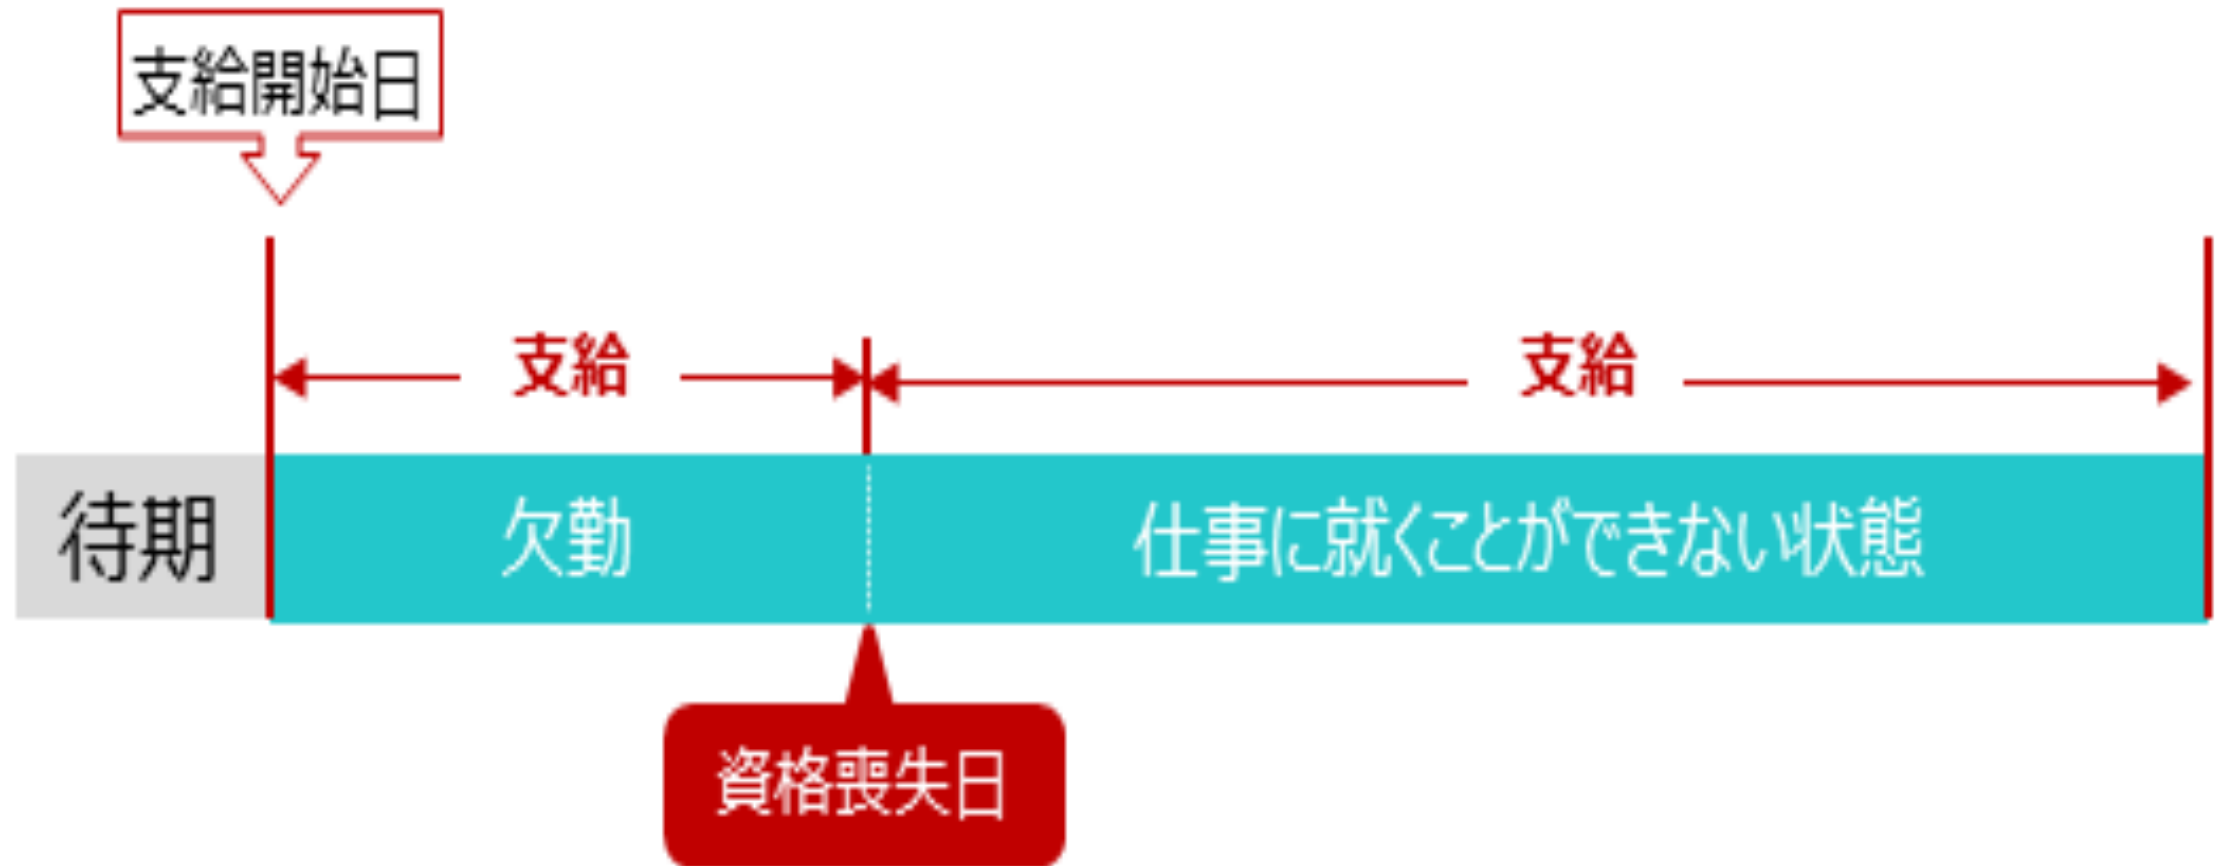 支給開始日
支給
支給
待期
欠勤
仕事に就くことができない状態
資格喪失日